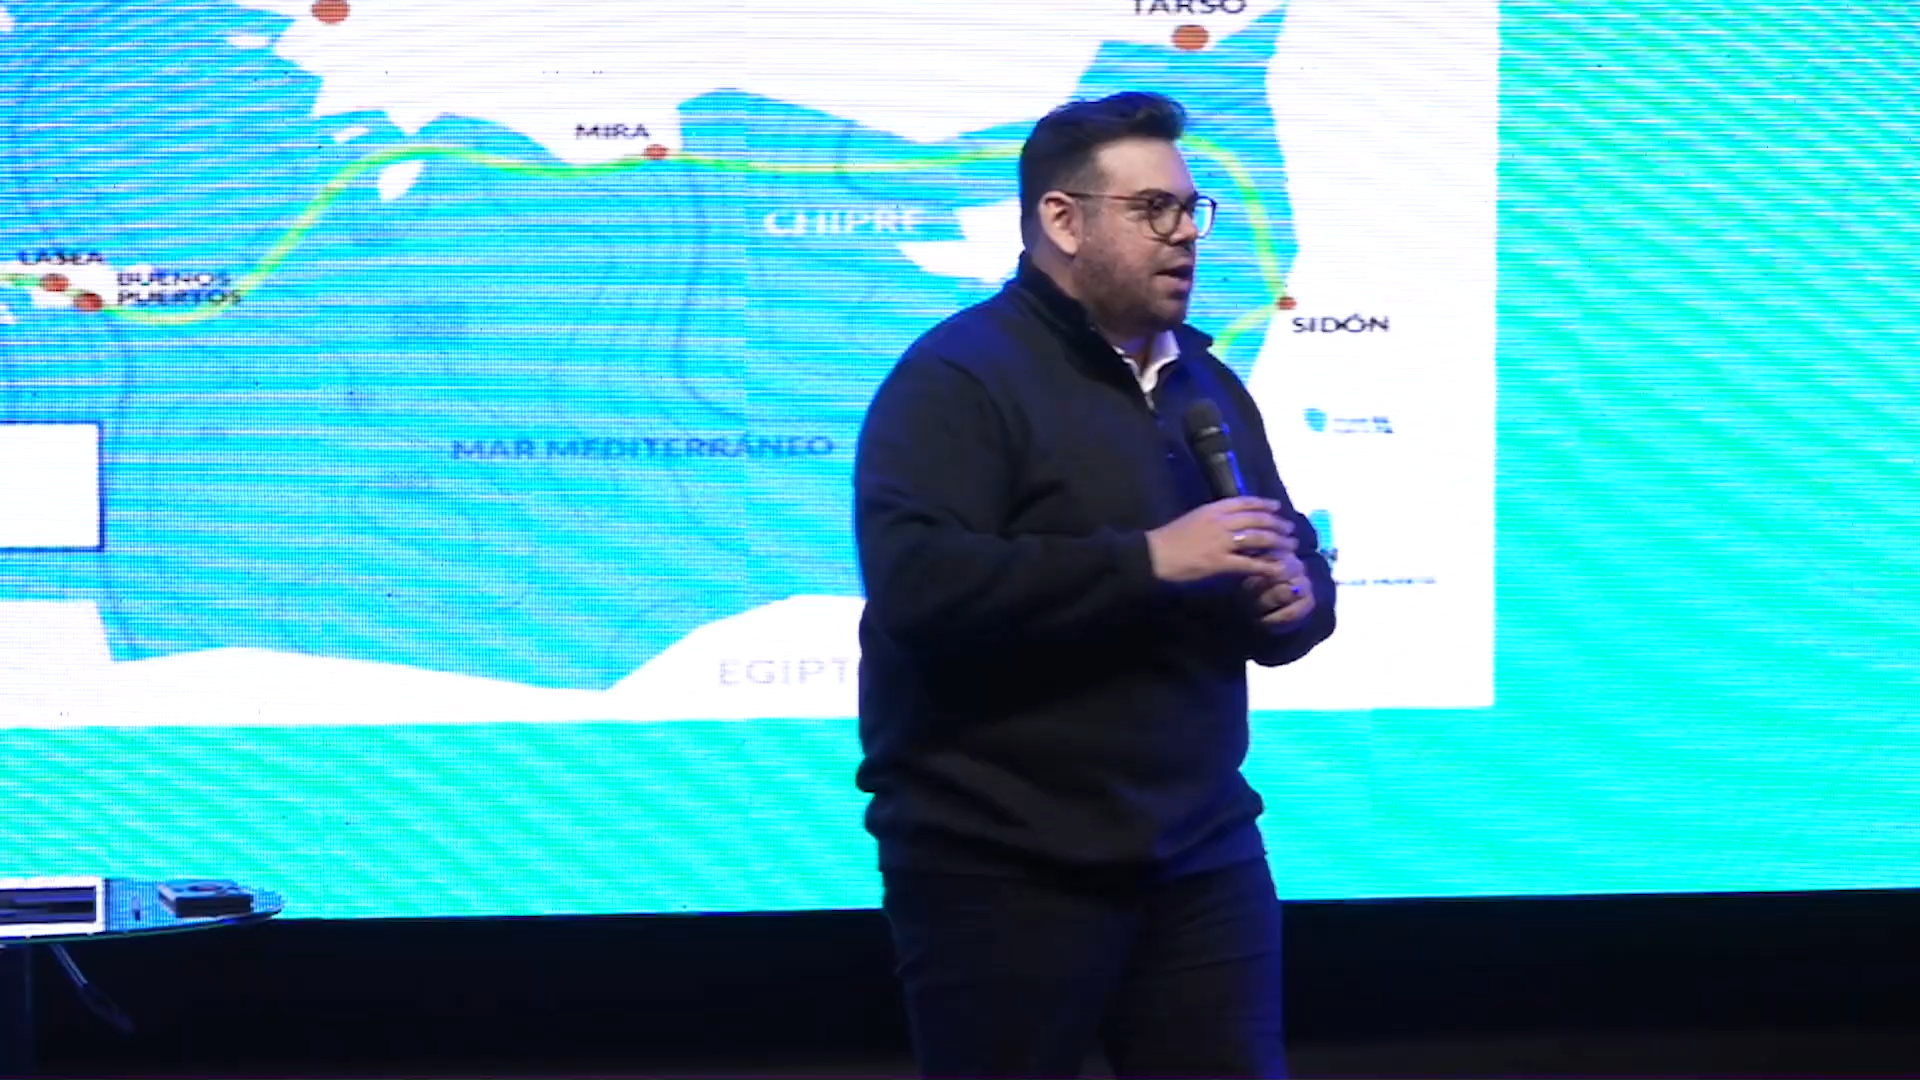 TARSO
MIRA
CHIPRE
LASEA
BUENOS
PUERTOS
SIDÓN
MAR MEDITERRÁNEO
EGIPT